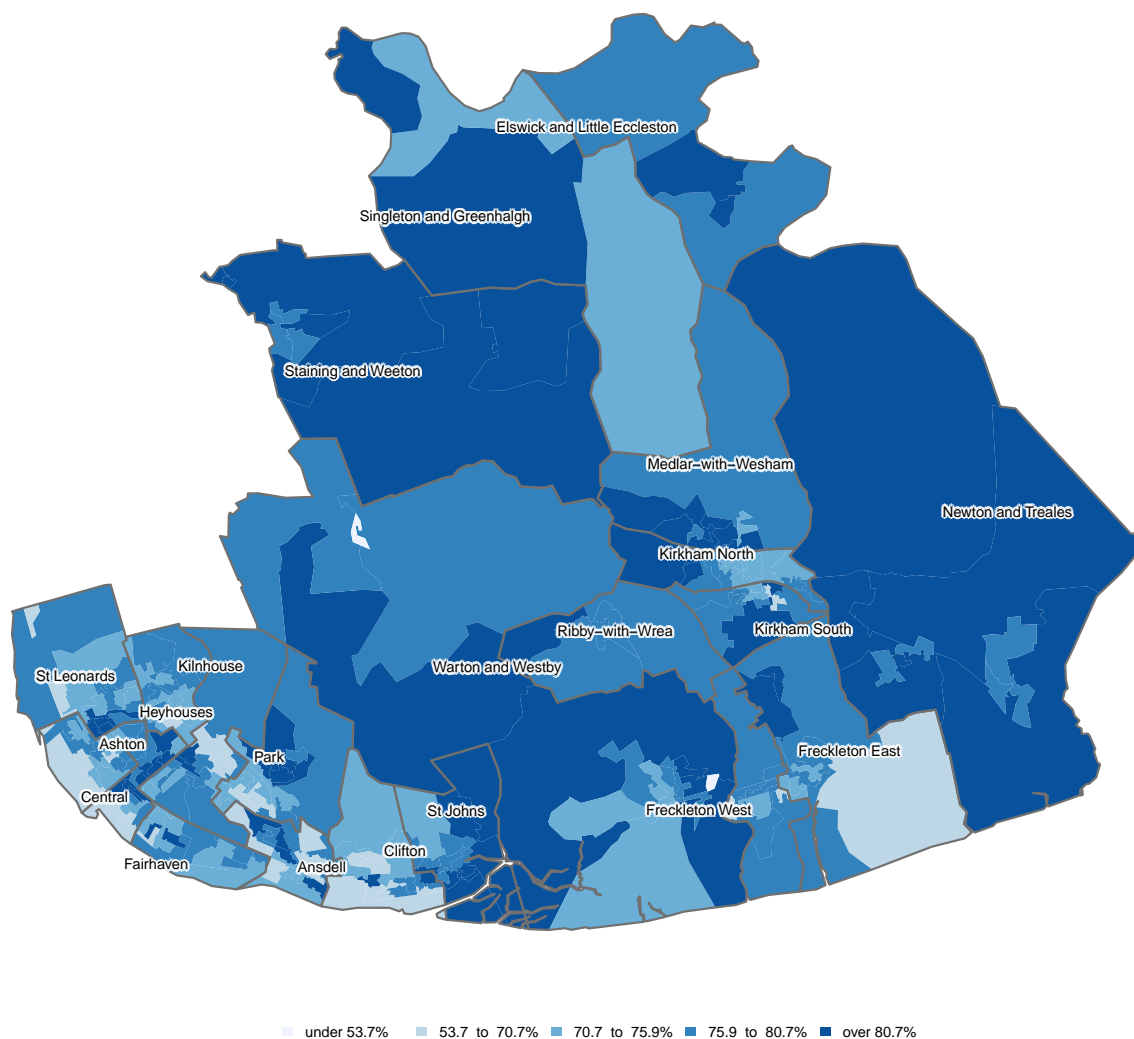 Elswick and Little Eccleston
Singleton and Greenhalgh
Staining and Weeton
Medlar–with–Wesham
Newton and Treales
Kirkham North
Ribby–with–Wrea
Kirkham South
Kilnhouse
Warton and Westby
St Leonards
Heyhouses
Ashton
Freckleton East
Park
Central
St Johns
Freckleton West
Clifton
Fairhaven
Ansdell
under 53.7%
53.7 to 70.7%
70.7 to 75.9%
75.9 to 80.7%
over 80.7%